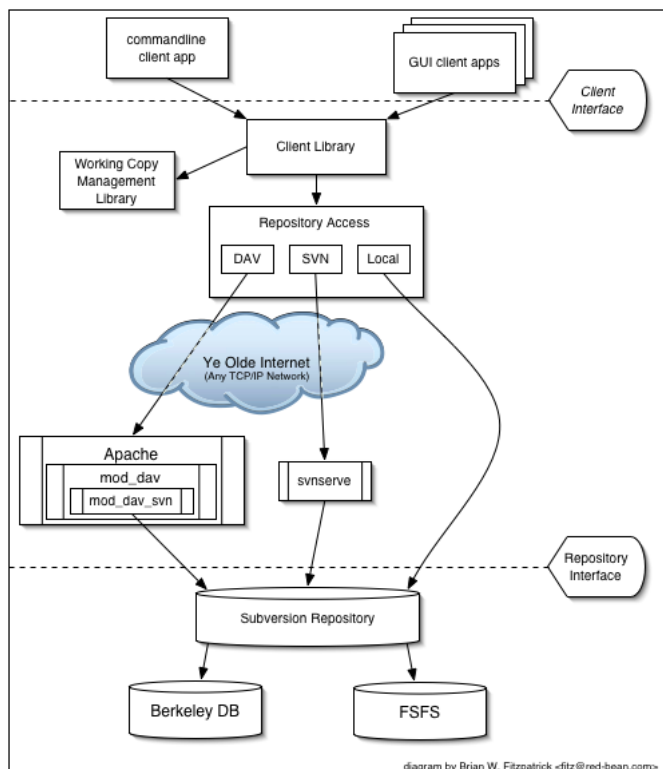 commandline
client app
GUI client apps
Client
Interface
Client Library
Working Copy
Management
Library
Repository Access
DAV
SVN
Local
Ye Olde Internet
(Any TCP/IP Network)
Apache
mod_dav
mod_dav_svn
svnserve
Repository
Interface
Subversion Repository
Berkeley DB
FSFS
diagram by Brian W. Fitzpatrick <fitz@red-bean.com>